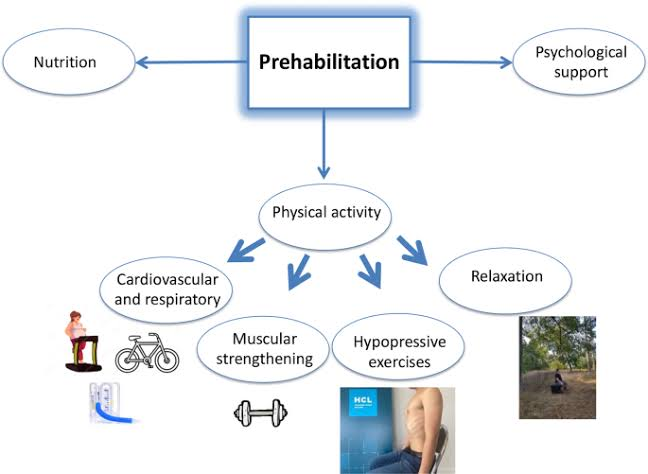 Prehabilitation
Nutrition
Psychological
support
Physical activity
Cardiovascular
and respiratory
Muscular
strengthening
Hypopressive
exercises
Relaxation
HCL